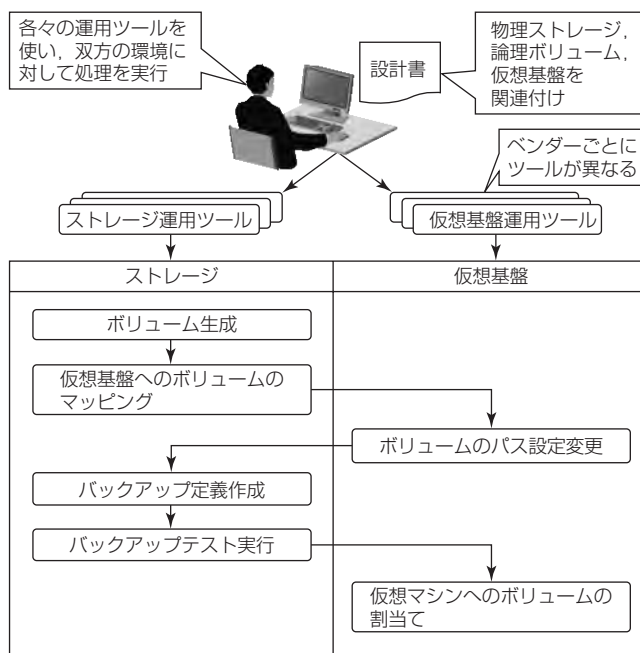 各々の運用ツールを
使い，双方の環境に
対して処理を実行
設計書
物理ストレージ，
論理ボリューム，
仮想基盤を
関連付け
ベンダーごとに
ツールが異なる
ストレージ運用ツール
仮想基盤運用ツール
ストレージ
仮想基盤
ボリューム生成
仮想基盤へのボリュームの
マッピング
ボリュームのパス設定変更
バックアップ定義作成
バックアップテスト実行
仮想マシンへのボリュームの
割当て